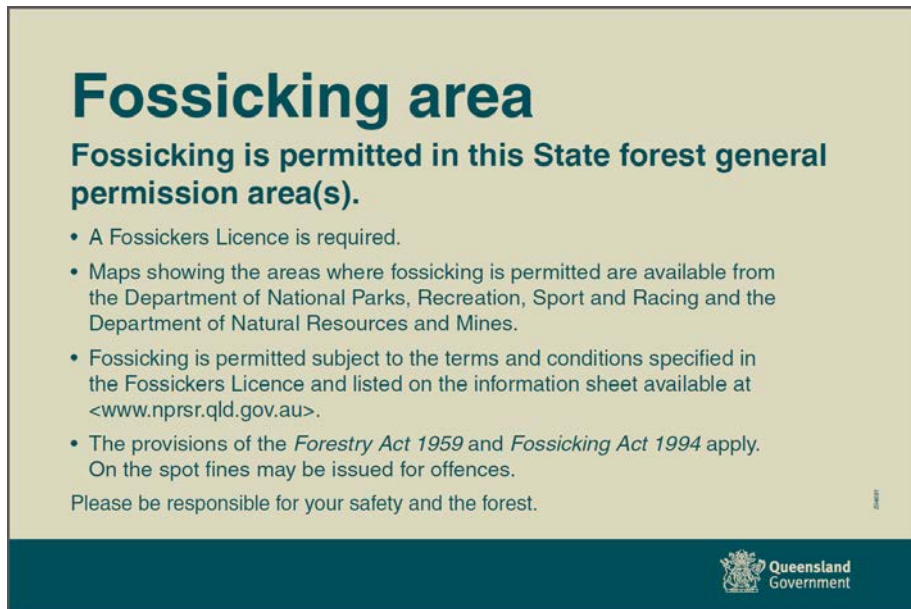 Fossicking area
Fossicking is permitted in this State forest general
permission area(s).
• A Fossickers Licence is required.
• Maps showing the areas where fossicking is permitted are available from
the Department of National Parks, Recreation, Sport and Racing and the
Department of Natural Resources and Mines.
• Fossicking is permitted subject to the terms and conditions specified in
the Fossickers Licence and listed on the information sheet available at
<www.nprsr.qld.gov.au>.
• The provisions of the Forestry Act 1959 and Fossicking Act 1994 apply.
On the spot fines may be issued for offences.
Please be responsible for your safety and the forest.
Queensland
Government